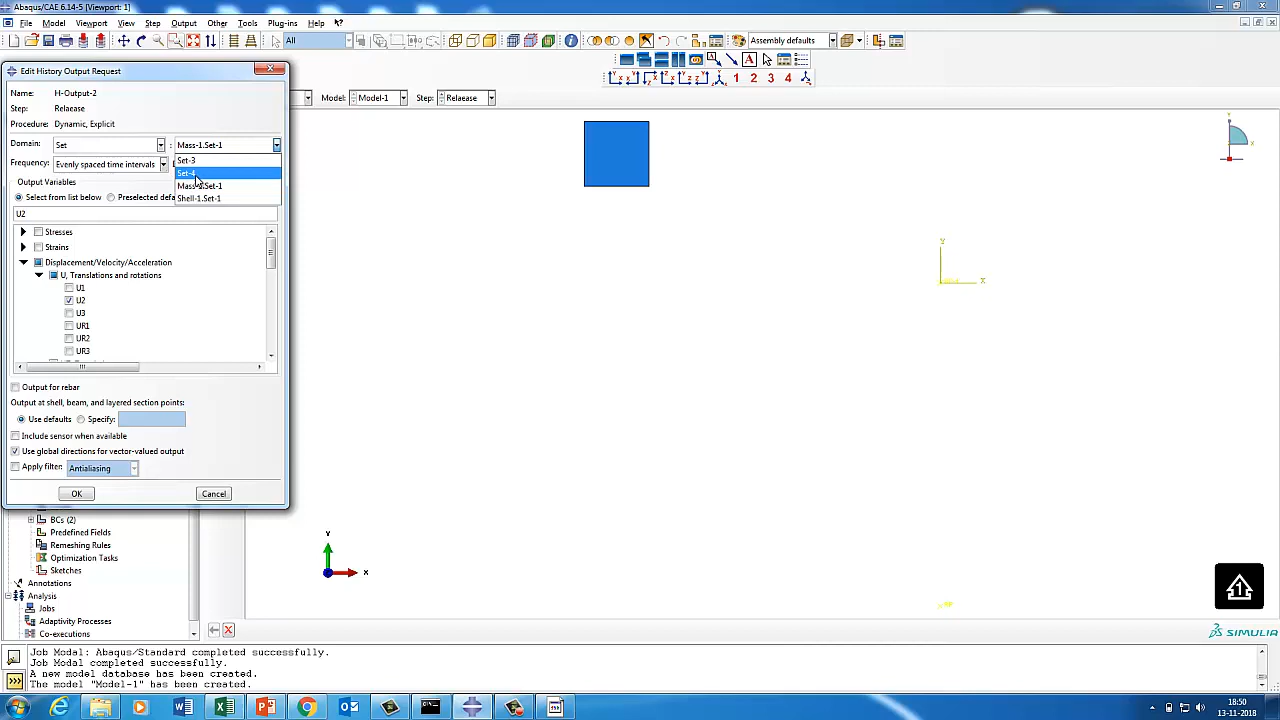 Abaqus/CAE 6.14-5 [Viewport: 1]
File Model Viewport View Step Output Other Tools Plug-ins Help
All Assembly defaults
1 2 3 4
Edit History Output Request
Model: Model-1 Step: Relaease
Name: H-Output-2
Step: Relaease
Procedure: Dynamic, Explicit
Domain: Set : Mass-1.Set-1
Frequency: Evenly spaced time intervals
Set-3
Set-4
Mass-1.Set-1
Shell-1.Set-1
Output Variables
Select from list below Preselected defa
U2
Stresses
Strains
Displacement/Velocity/Acceleration
U, Translations and rotations
U1
U2
U3
UR1
UR2
UR3
Output for rebar
Output at shell, beam, and layered section points:
Use defaults Specify:
Include sensor when available
Use global directions for vector-valued output
Apply filter: Antialiasing
OK Cancel
BCs (2)
Predefined Fields
Remeshing Rules
Optimization Tasks
Sketches
Annotations
Analysis
Jobs
Adaptivity Processes
Co-executions
Y
X
Y
X
Y
X
RP
SIMULIA
Job Modal: Abaqus/Standard completed successfully.
Job Modal completed successfully.
A new model database has been created.
The model "Model-1" has been created.
18:50
13-11-2018